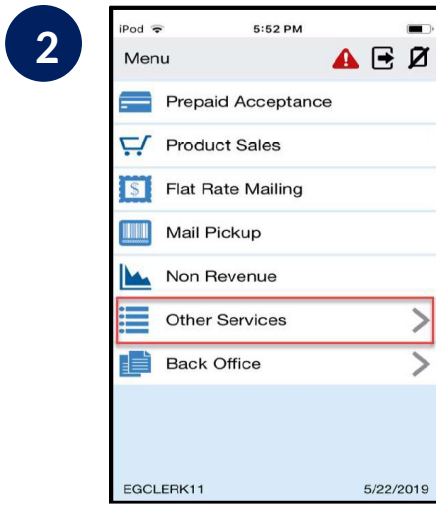 2
iPod 5:52 PM
Menu
Prepaid Acceptance
Product Sales
$
Flat Rate Mailing
Mail Pickup
Non Revenue
Other Services
Back Office
EGCLERK11 5/22/2019